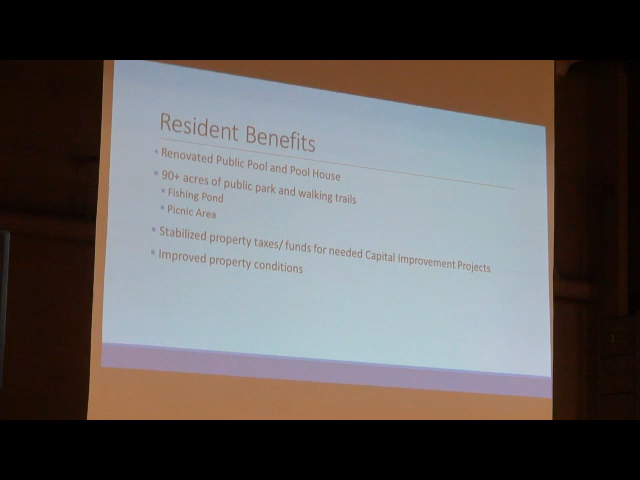 Resident Benefits
Renovated Public Pool and Pool House
90+ acres of public park and walking trails
Fishing Pond
Picnic Area
Stabilized property taxes/ funds for needed Capital Improvement Projects
Improved property conditions